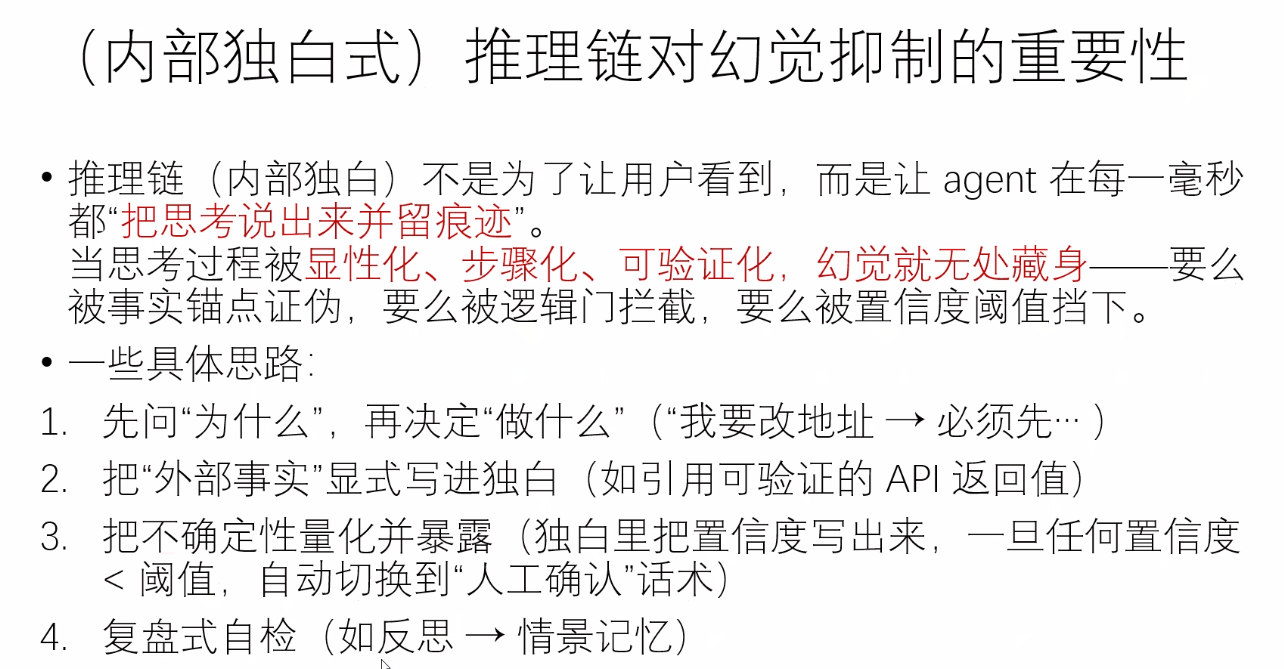 （内部独白式）推理链对幻觉抑制的重要性
• 推理链（内部独白）不是为了让用户看到，而是让 agent 在每一毫秒
都“把思考说出来并留痕迹”。
当思考过程被显性化、步骤化、可验证化，幻觉就无处藏身——要么
被事实锚点证伪，要么被逻辑门拦截，要么被置信度阈值挡下。
• 一些具体思路：
1. 先问“为什么”，再决定“做什么”（“我要改地址 → 必须先… ）
2. 把“外部事实”显式写进独白（如引用可验证的 API 返回值）
3. 把不确定性量化并暴露（独白里把置信度写出来，一旦任何置信度
< 阈值，自动切换到“人工确认”话术）
4. 复盘式自检（如反思 → 情景记忆）